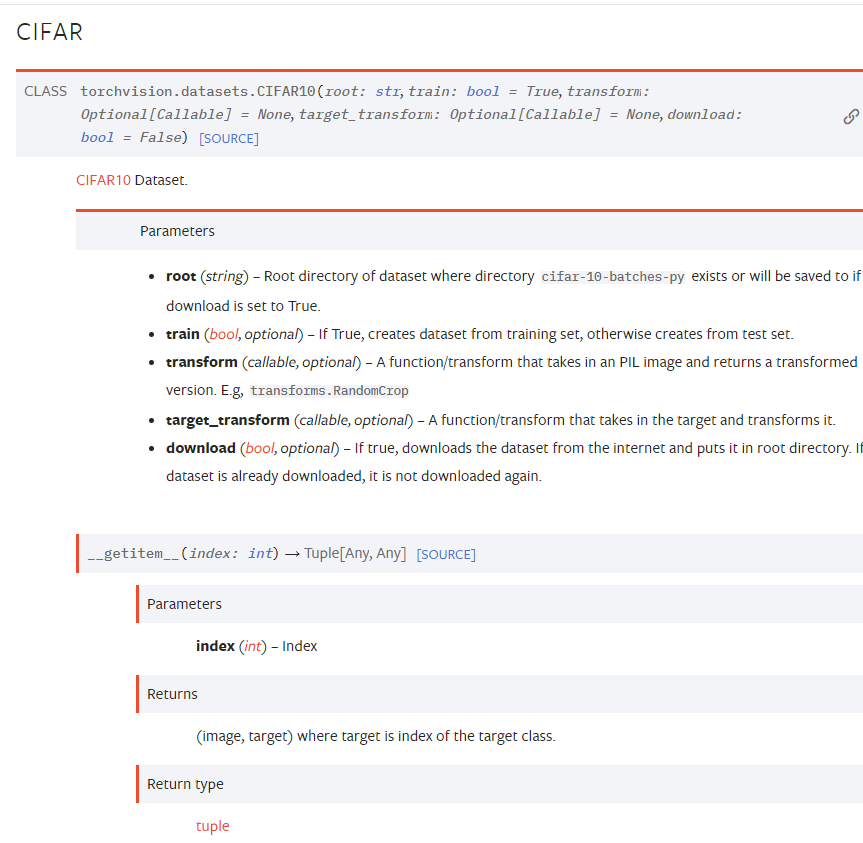 CIFAR
CLASS torchvision.datasets.CIFAR10(root: str, train: bool = True, transform:
Optional[Callable] = None, target_transform: Optional[Callable] = None, download:
bool = False) [SOURCE]
CIFAR10 Dataset.
Parameters
• root (string) – Root directory of dataset where directory cifar-10-batches-py exists or will be saved to if
download is set to True.
• train (bool, optional) – If True, creates dataset from training set, otherwise creates from test set.
• transform (callable, optional) – A function/transform that takes in an PIL image and returns a transformed
version. E.g, transforms.RandomCrop
• target_transform (callable, optional) – A function/transform that takes in the target and transforms it.
• download (bool, optional) – If true, downloads the dataset from the internet and puts it in root directory. If
dataset is already downloaded, it is not downloaded again.
__getitem__(index: int) → Tuple[Any, Any] [SOURCE]
Parameters
index (int) – Index
Returns
(image, target) where target is index of the target class.
Return type
tuple